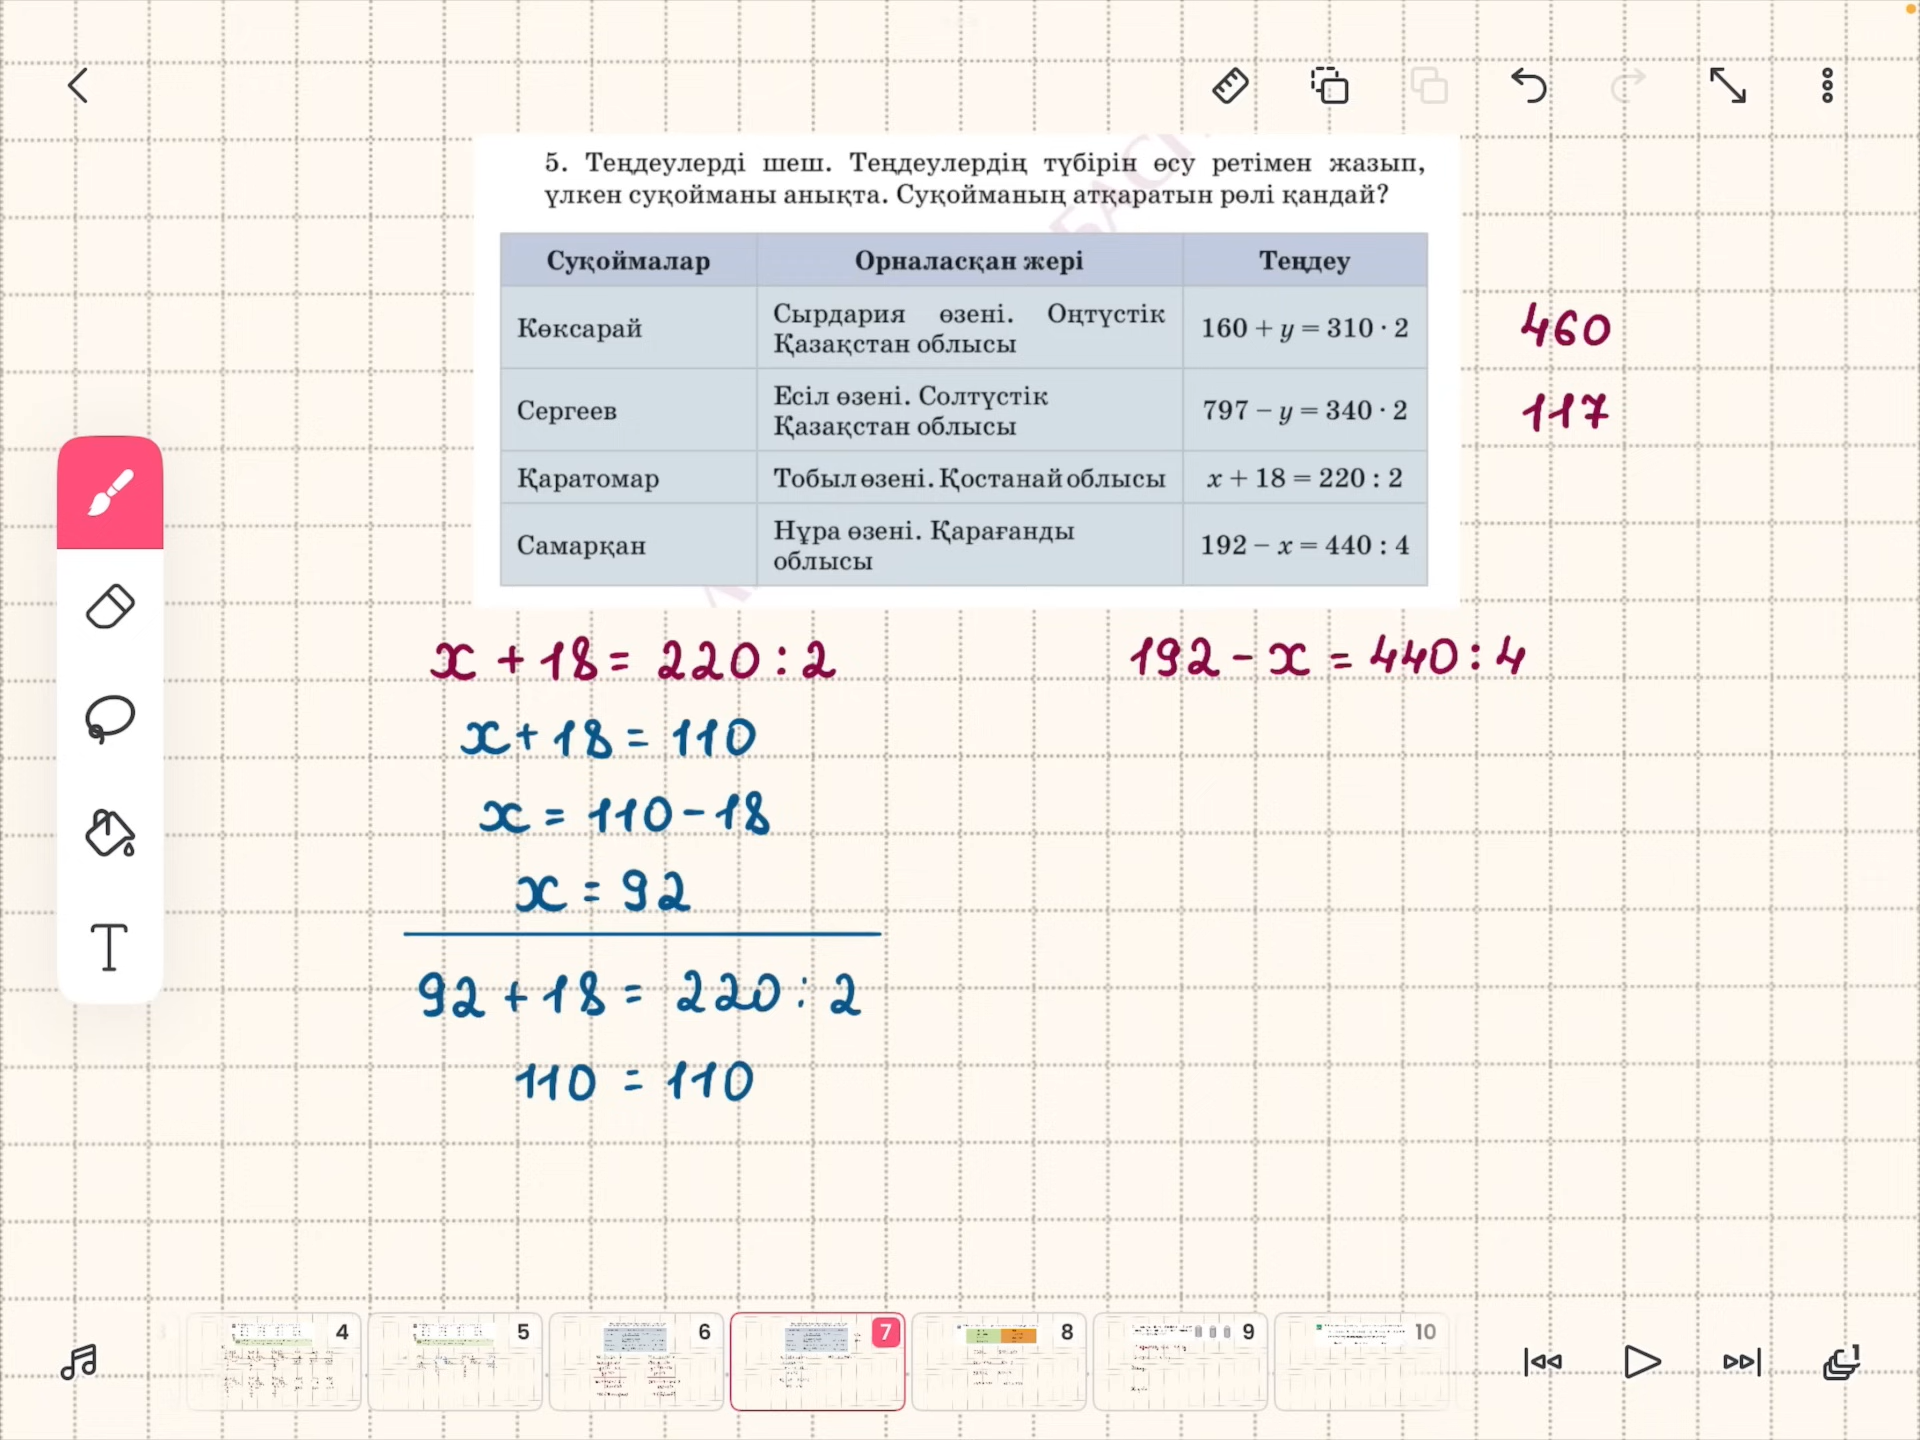 5. Теңдеулерді шеш. Теңдеулердің түбірін өсу ретімен жазып,
үлкен суқойманы анықта. Суқойманың атқаратын рөлі қандай?
Суқоймалар Орналасқан жері Теңдеу
Көксарай Сырдария өзені. Оңтүстік Қазақстан облысы 160 + y = 310 · 2 460
Сергеев Есіл өзені. Солтүстік Қазақстан облысы 797 − y = 340 · 2 117
Қаратомар Тобыл өзені. Қостанай облысы x + 18 = 220 : 2
Самарқан Нұра өзені. Қарағанды облысы 192 − x = 440 : 4
x + 18 = 220 : 2
x + 18 = 110
x = 110 - 18
x = 92
92 + 18 = 220 : 2
110 = 110
192 - x = 440 : 4
T
4 5 6 7 8 9 10
1